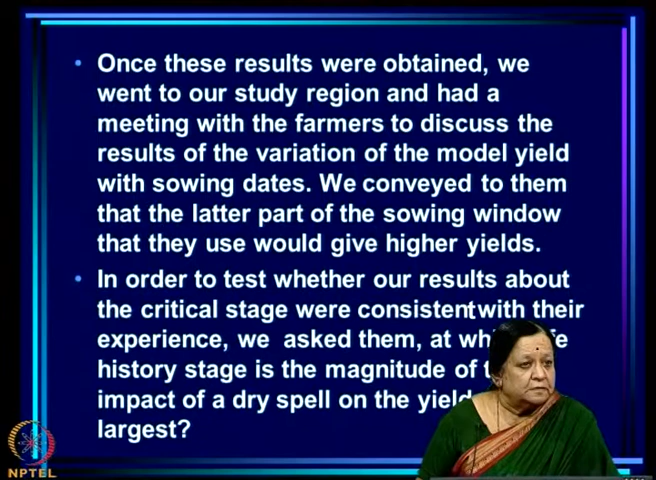 • Once these results were obtained, we
went to our study region and had a
meeting with the farmers to discuss the
results of the variation of the model yield
with sowing dates. We conveyed to them
that the latter part of the sowing window
that they use would give higher yields.
• In order to test whether our results about
the critical stage were consistent with their
experience, we asked them, at
history stage is the magnitude of
impact of a dry spell on the yield
largest?
NPTEL